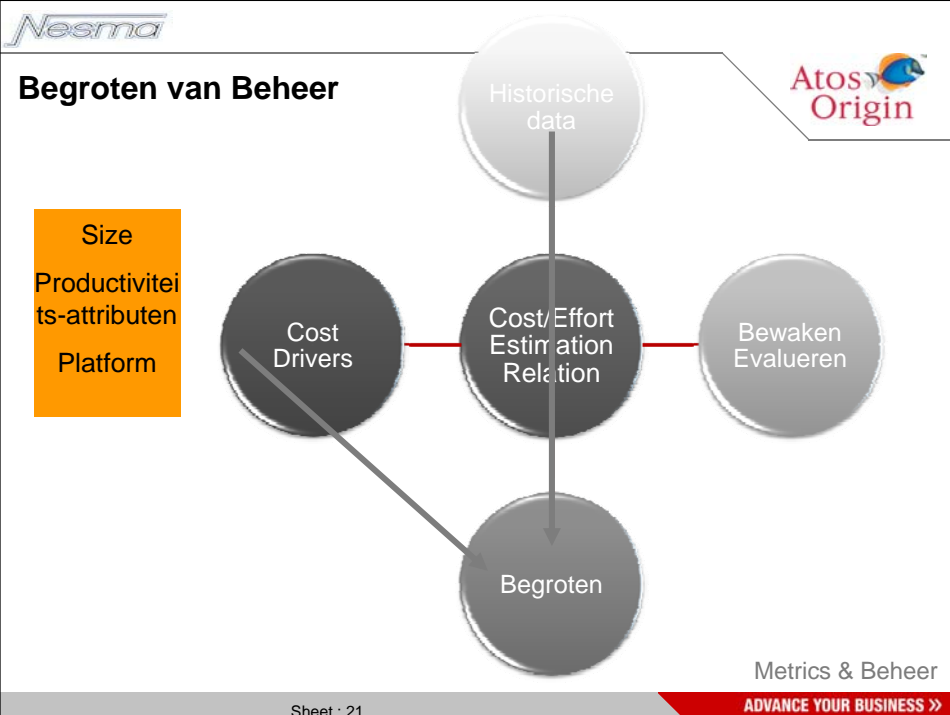 Nesma
Begroten van Beheer
Atos
Origin
Historische
data
Size
Productivitei
ts-attributen
Platform
Cost
Drivers
Cost/Effort
Estimation
Relation
Bewaken
Evalueren
Begroten
Metrics & Beheer
Sheet : 21
ADVANCE YOUR BUSINESS »